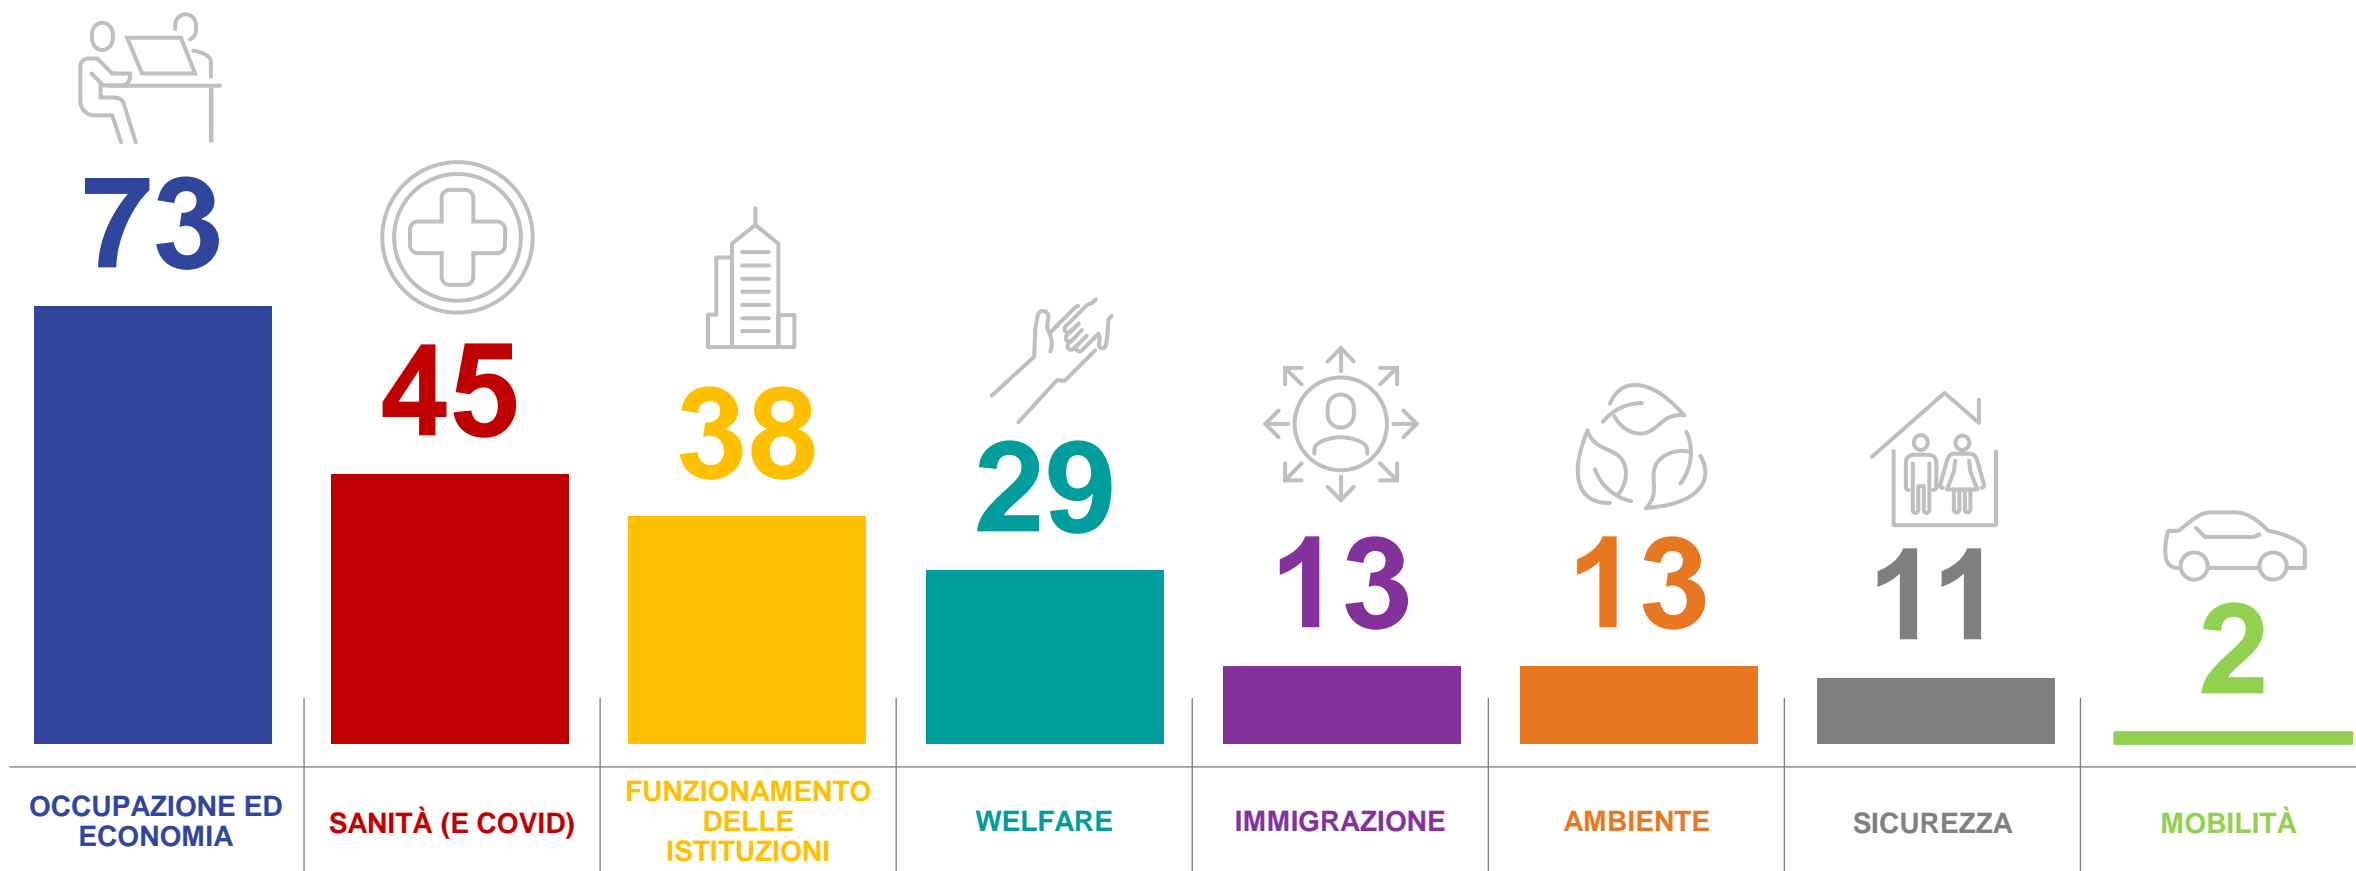 73
45
38
29
13
13
11
2
OCCUPAZIONE ED
ECONOMIA
SANITÀ (E COVID)
FUNZIONAMENTO
DELLE
ISTITUZIONI
WELFARE
IMMIGRAZIONE
AMBIENTE
SICUREZZA
MOBILITÀ